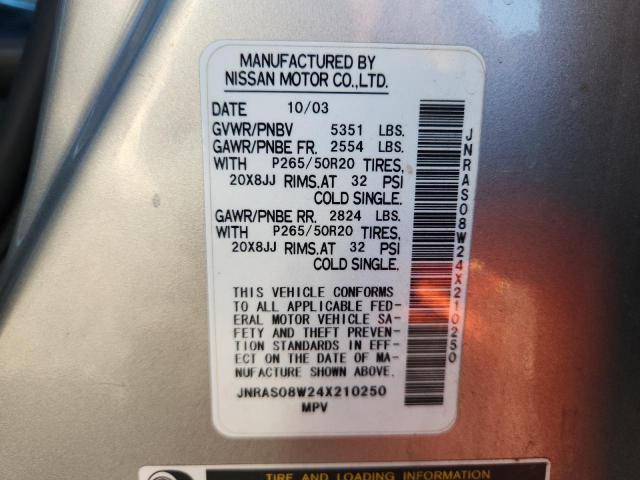 MANUFACTURED BY
NISSAN MOTOR CO.,LTD.
DATE 10/03
GVWR/PNBV 5351 LBS.
GAWR/PNBE FR. 2554 LBS.
WITH P265/50R20 TIRES,
20X8JJ RIMS.AT 32 PSI
COLD SINGLE.
GAWR/PNBE RR. 2824 LBS.
WITH P265/50R20 TIRES,
20X8JJ RIMS.AT 32 PSI
COLD SINGLE.
THIS VEHICLE CONFORMS
TO ALL APPLICABLE FED-
ERAL MOTOR VEHICLE SA-
FETY AND THEFT PREVEN-
TION STANDARDS IN EFF-
ECT ON THE DATE OF MA-
NUFACTURE SHOWN ABOVE.
JNRAS08W24X210250
MPV
JNRAS08W24X210250
TIRE AND LOADING INFORMATION